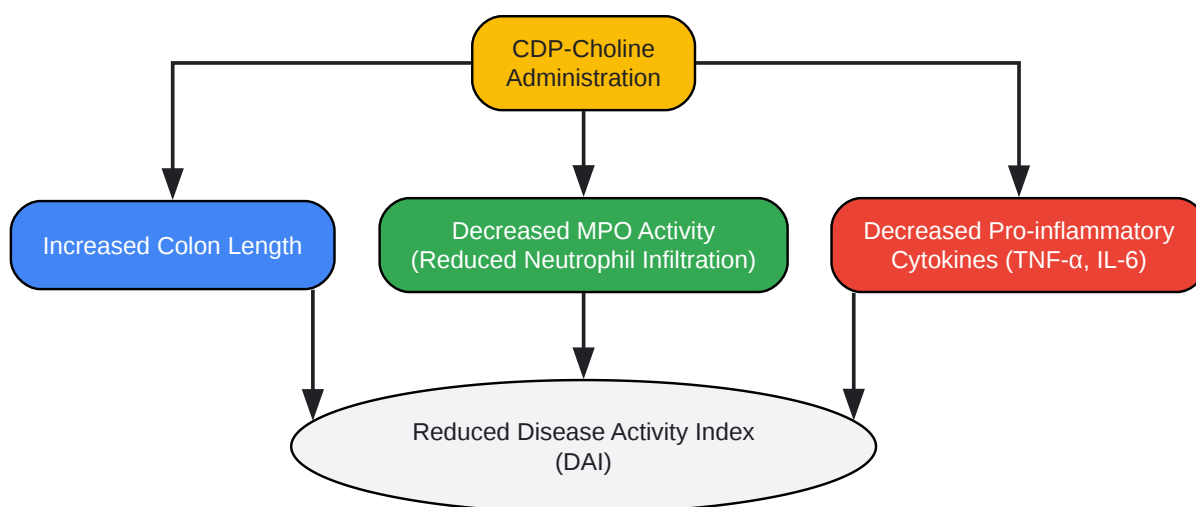 CDP-Choline
Administration
Increased Colon Length
Decreased MPO Activity
(Reduced Neutrophil Infiltration)
Decreased Pro-inflammatory
Cytokines (TNF-α, IL-6)
Reduced Disease Activity Index
(DAI)